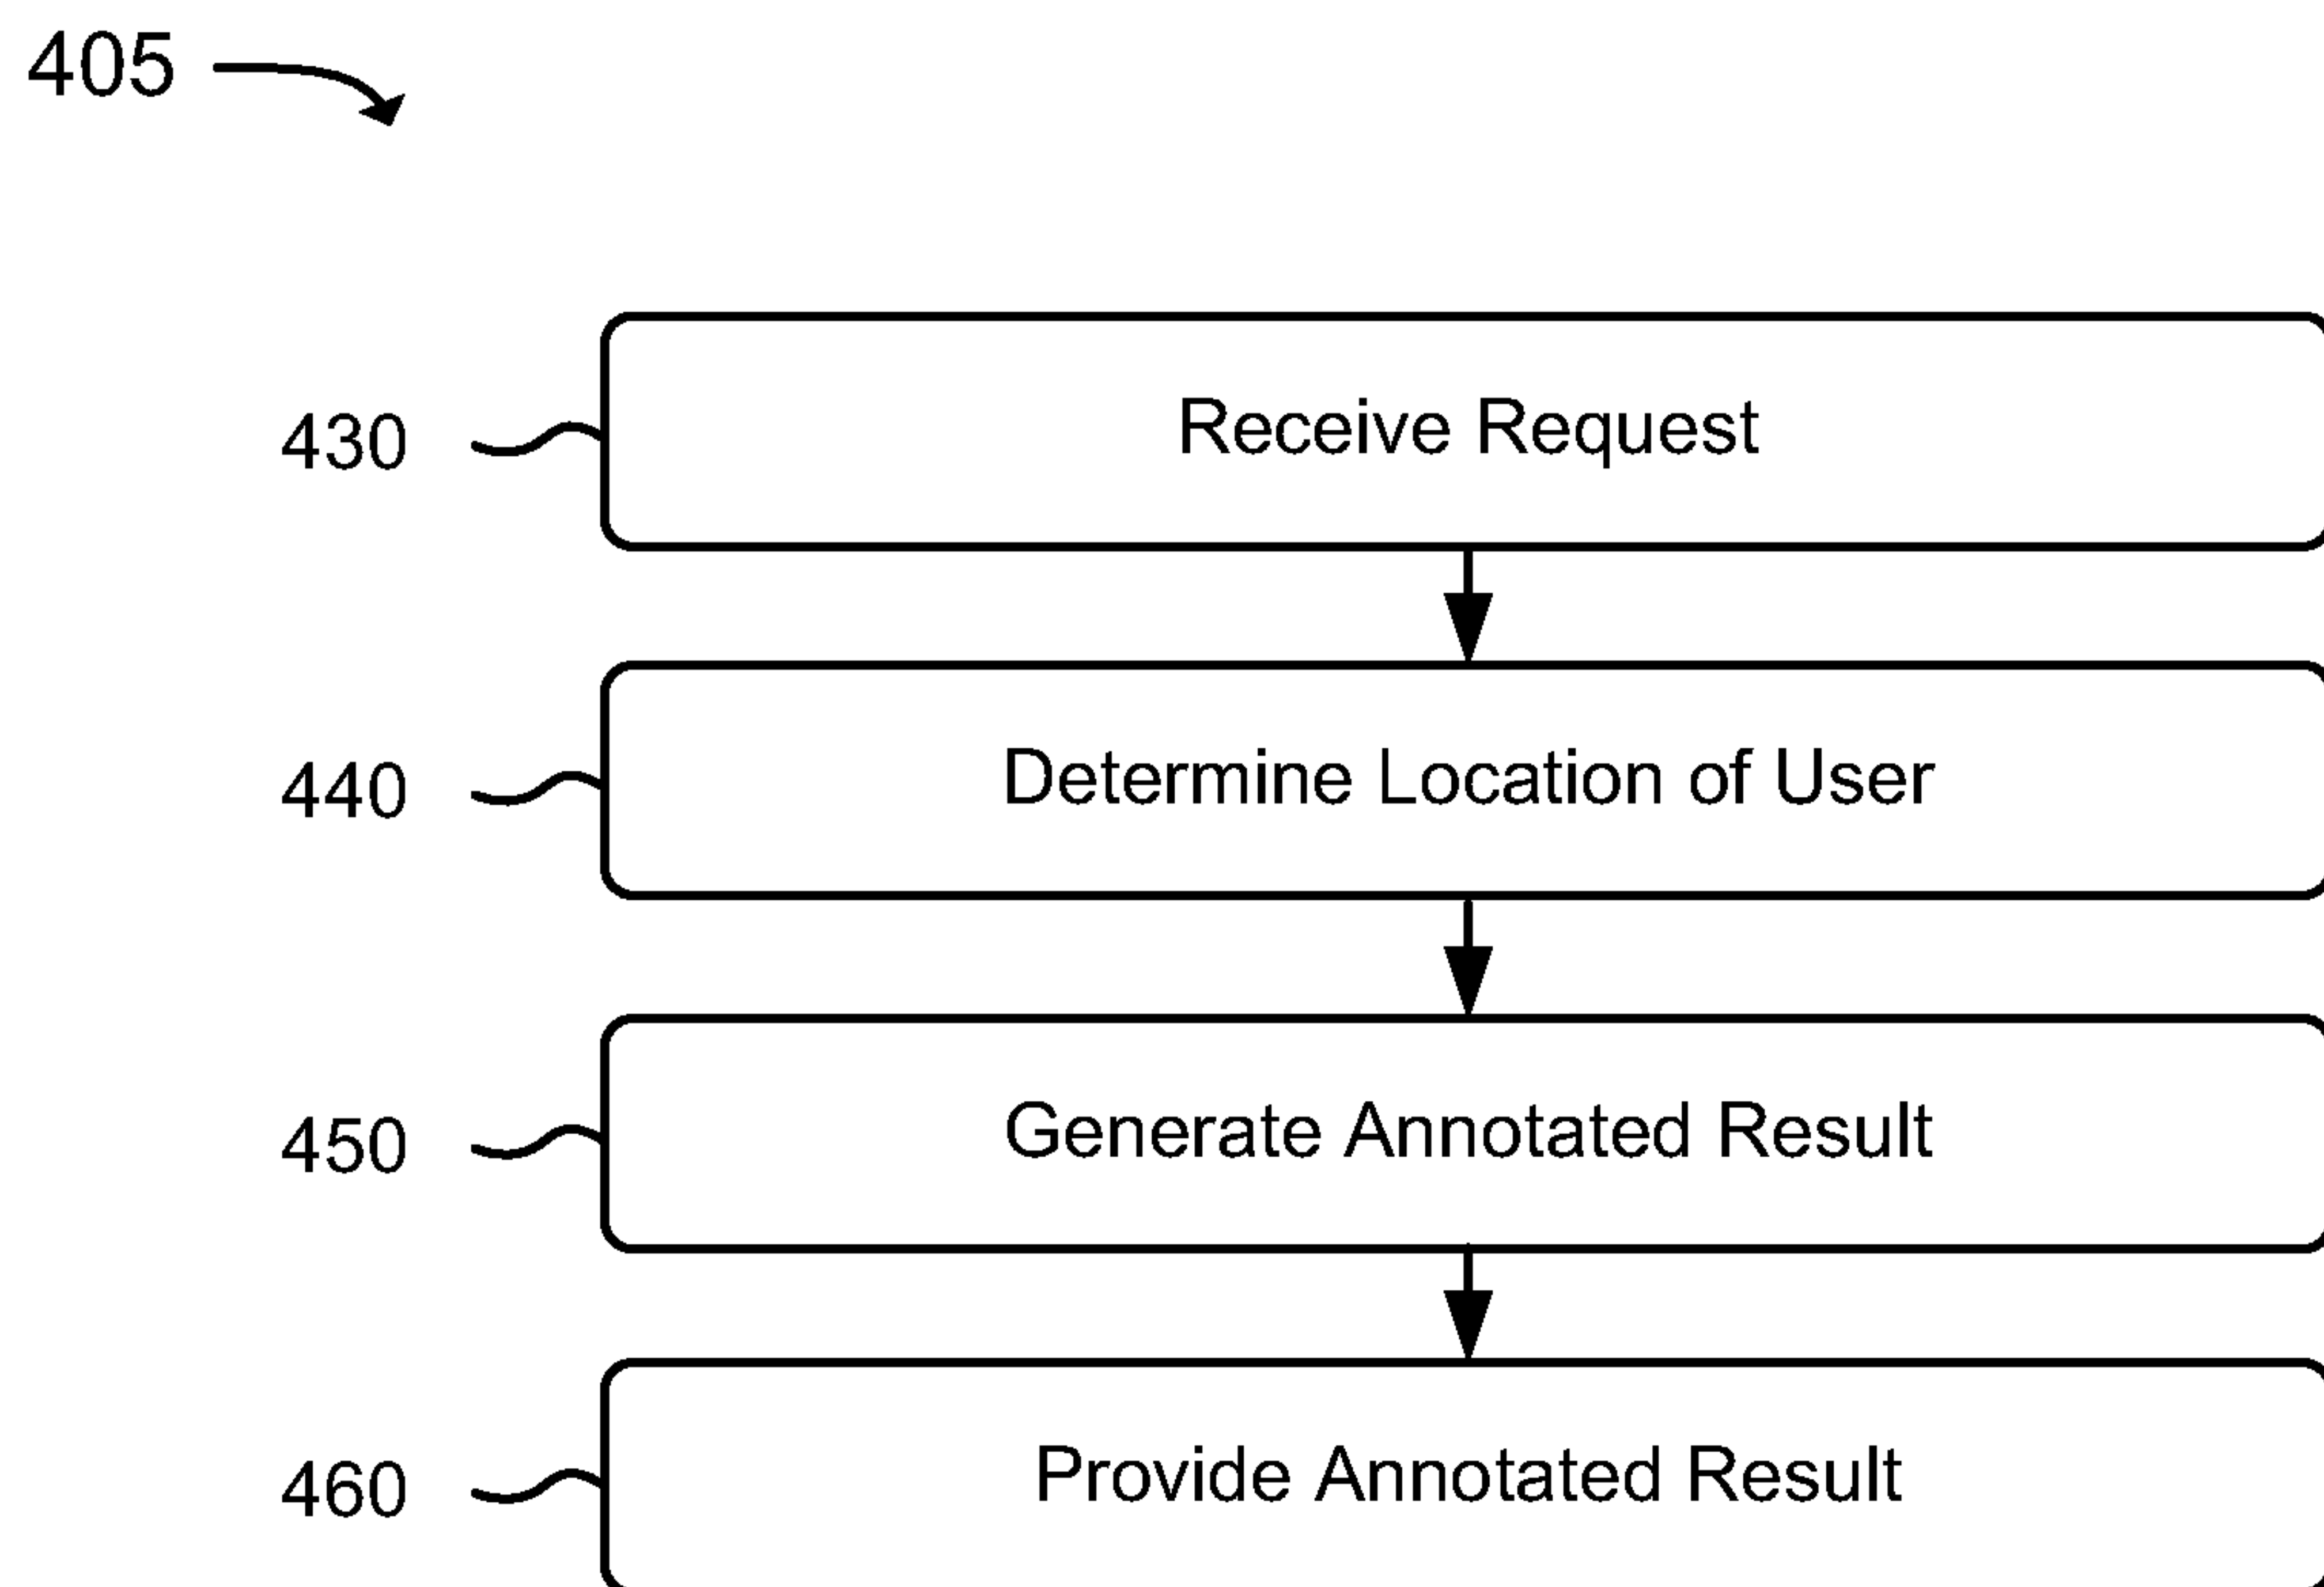 405
430 Receive Request
440 Determine Location of User
450 Generate Annotated Result
460 Provide Annotated Result